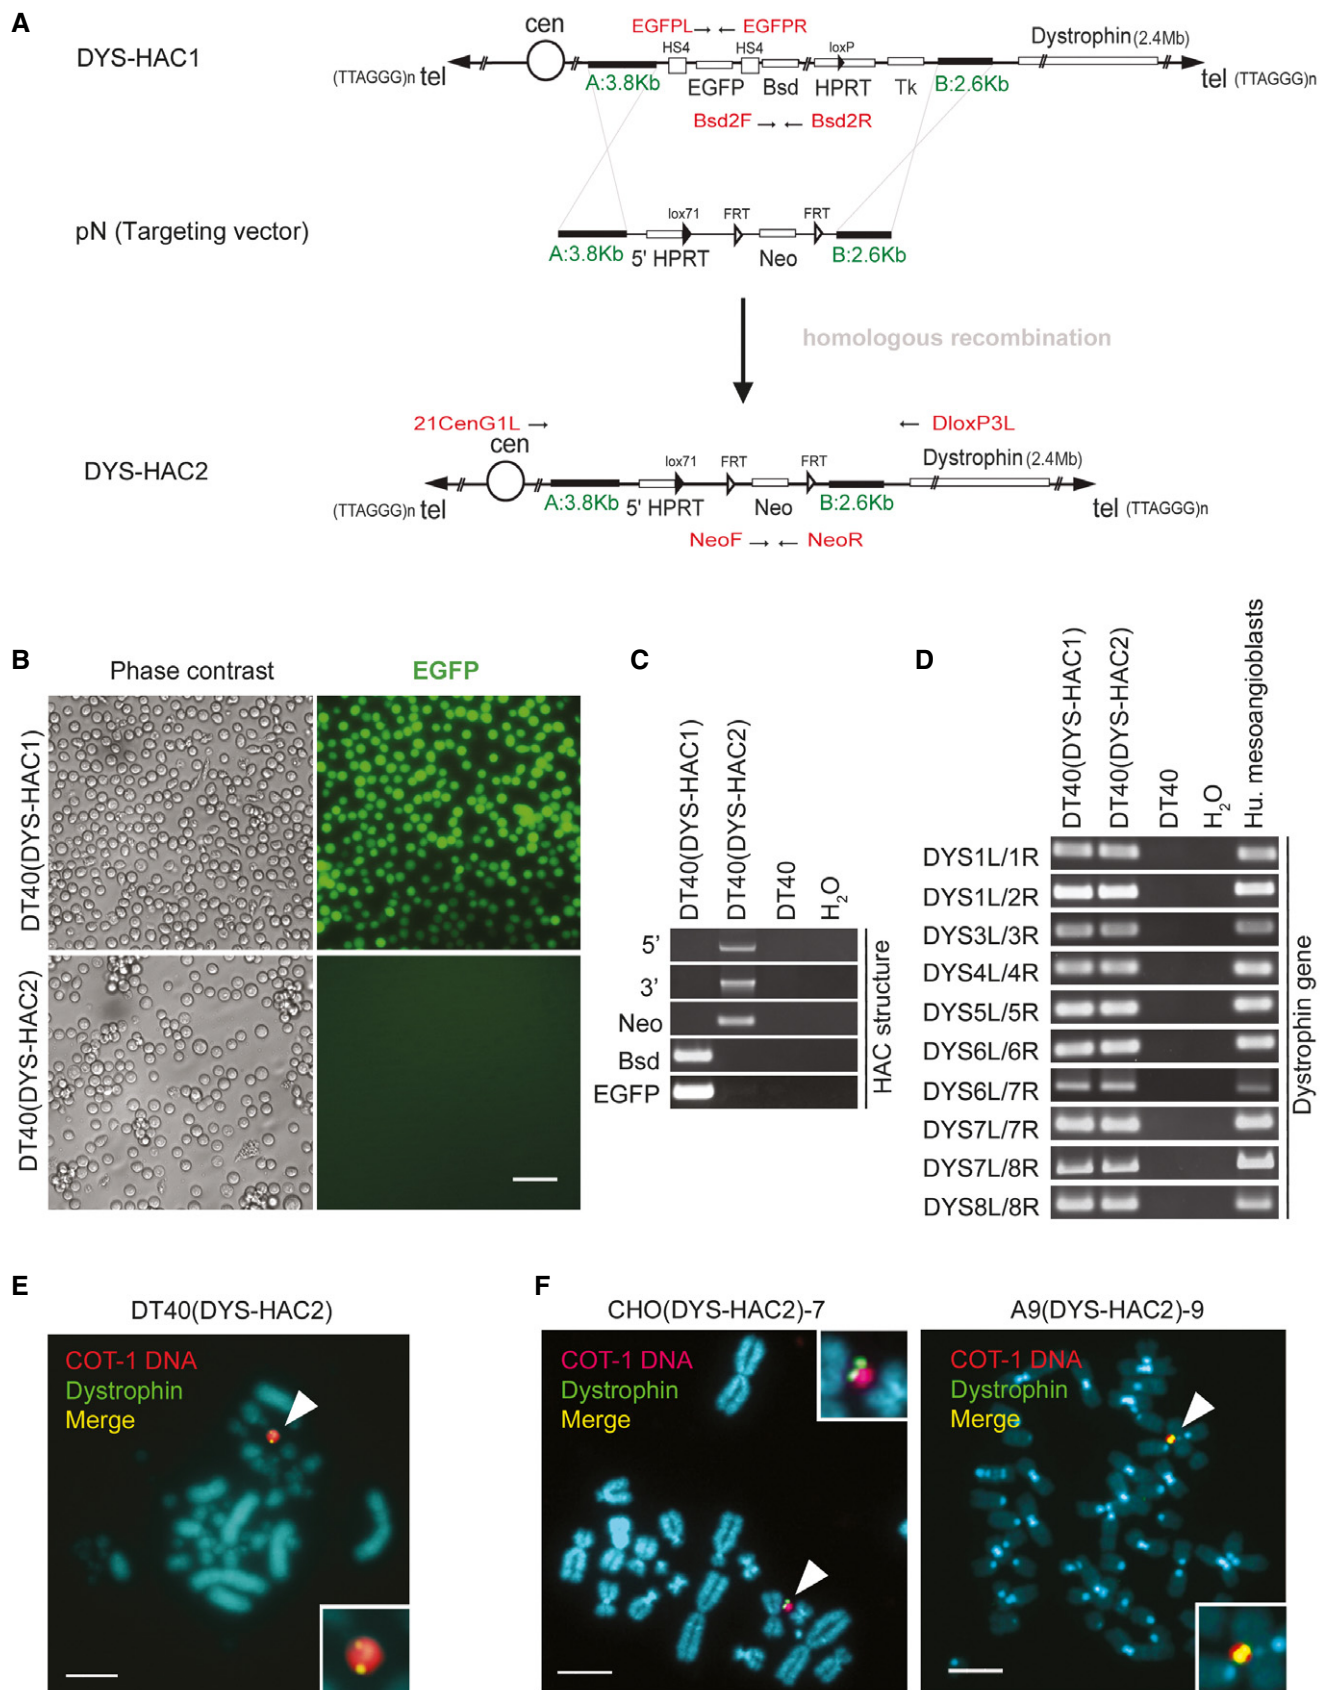 A
DYS-HAC1
cen
EGFPL → ← EGFPR
HS4
HS4
loxP
Dystrophin (2.4Mb)
(TTAGGG)n tel
tel (TTAGGG)n
A:3.8Kb
EGFP
Bsd
HPRT
Tk
B:2.6Kb
Bsd2F → ← Bsd2R
pN (Targeting vector)
lox71
FRT
FRT
A:3.8Kb
5' HPRT
Neo
B:2.6Kb
homologous recombination
21CenG1L →
← DloxP3L
DYS-HAC2
cen
lox71
FRT
FRT
Dystrophin (2.4Mb)
(TTAGGG)n tel
tel (TTAGGG)n
A:3.8Kb
5' HPRT
Neo
B:2.6Kb
NeoF → ← NeoR
B
Phase contrast
EGFP
DT40(DYS-HAC1)
DT40(DYS-HAC2)
C
DT40(DYS-HAC1)
DT40(DYS-HAC2)
DT40
H2O
5'
3'
Neo
Bsd
EGFP
HAC structure
D
DT40(DYS-HAC1)
DT40(DYS-HAC2)
DT40
H2O
Hu. mesoangioblasts
DYS1L/1R
DYS1L/2R
DYS3L/3R
DYS4L/4R
DYS5L/5R
DYS6L/6R
DYS6L/7R
DYS7L/7R
DYS7L/8R
DYS8L/8R
Dystrophin gene
E
DT40(DYS-HAC2)
COT-1 DNA
Dystrophin
Merge
F
CHO(DYS-HAC2)-7
COT-1 DNA
Dystrophin
Merge
A9(DYS-HAC2)-9
COT-1 DNA
Dystrophin
Merge